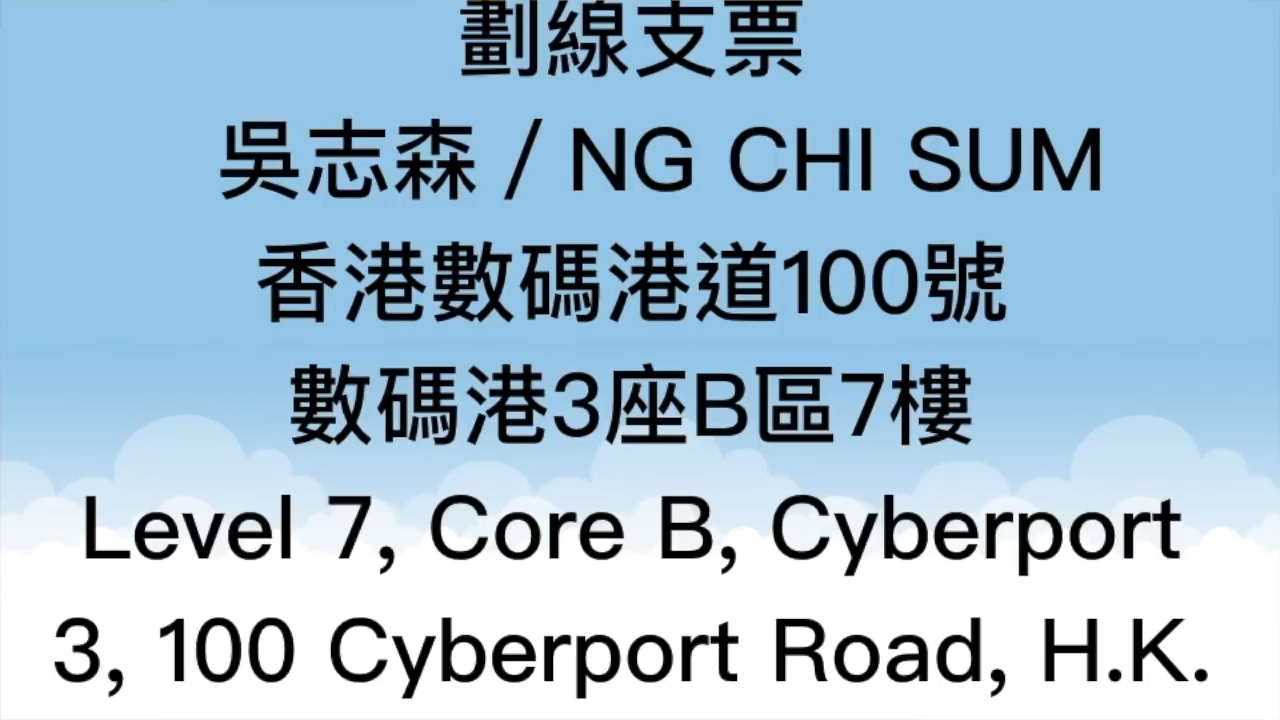 劃線支票
吳志森 / NG CHI SUM
香港數碼港道100號
數碼港3座B區7樓
Level 7, Core B, Cyberport
3, 100 Cyberport Road, H.K.